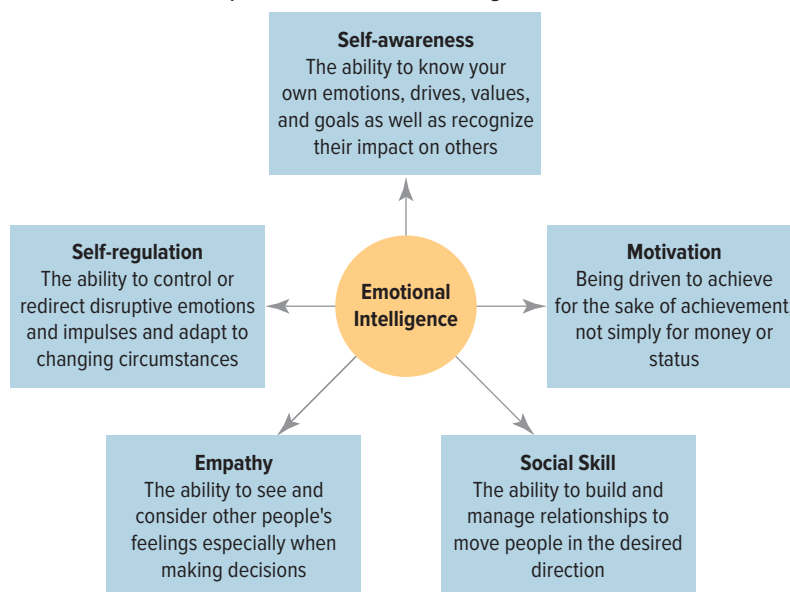 Self-awareness
The ability to know your
own emotions, drives, values,
and goals as well as recognize
their impact on others
Self-regulation
The ability to control or
redirect disruptive emotions
and impulses and adapt to
changing circumstances
Emotional
Intelligence
Motivation
Being driven to achieve
for the sake of achievement
not simply for money or
status
Empathy
The ability to see and
consider other people's
feelings especially when
making decisions
Social Skill
The ability to build and
manage relationships to
move people in the desired
direction